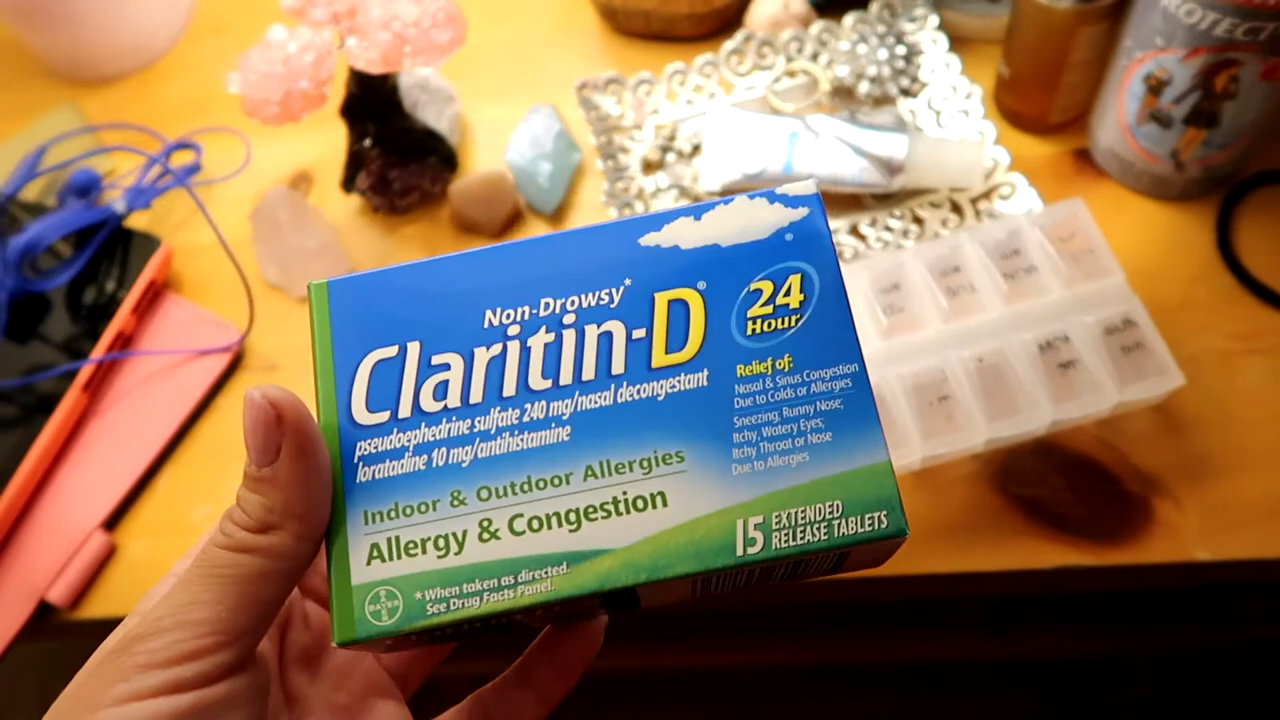 Non-Drowsy*
Claritin-D®
pseudoephedrine sulfate 240 mg/nasal decongestant
loratadine 10 mg/antihistamine
Indoor & Outdoor Allergies
Allergy & Congestion
BAYER
*When taken as directed.
See Drug Facts Panel.
®
24
Hour
Relief of:
Nasal & Sinus Congestion
Due to Colds or Allergies
Sneezing; Runny Nose;
Itchy, Watery Eyes;
Itchy Throat or Nose
Due to Allergies
15 EXTENDED
RELEASE TABLETS